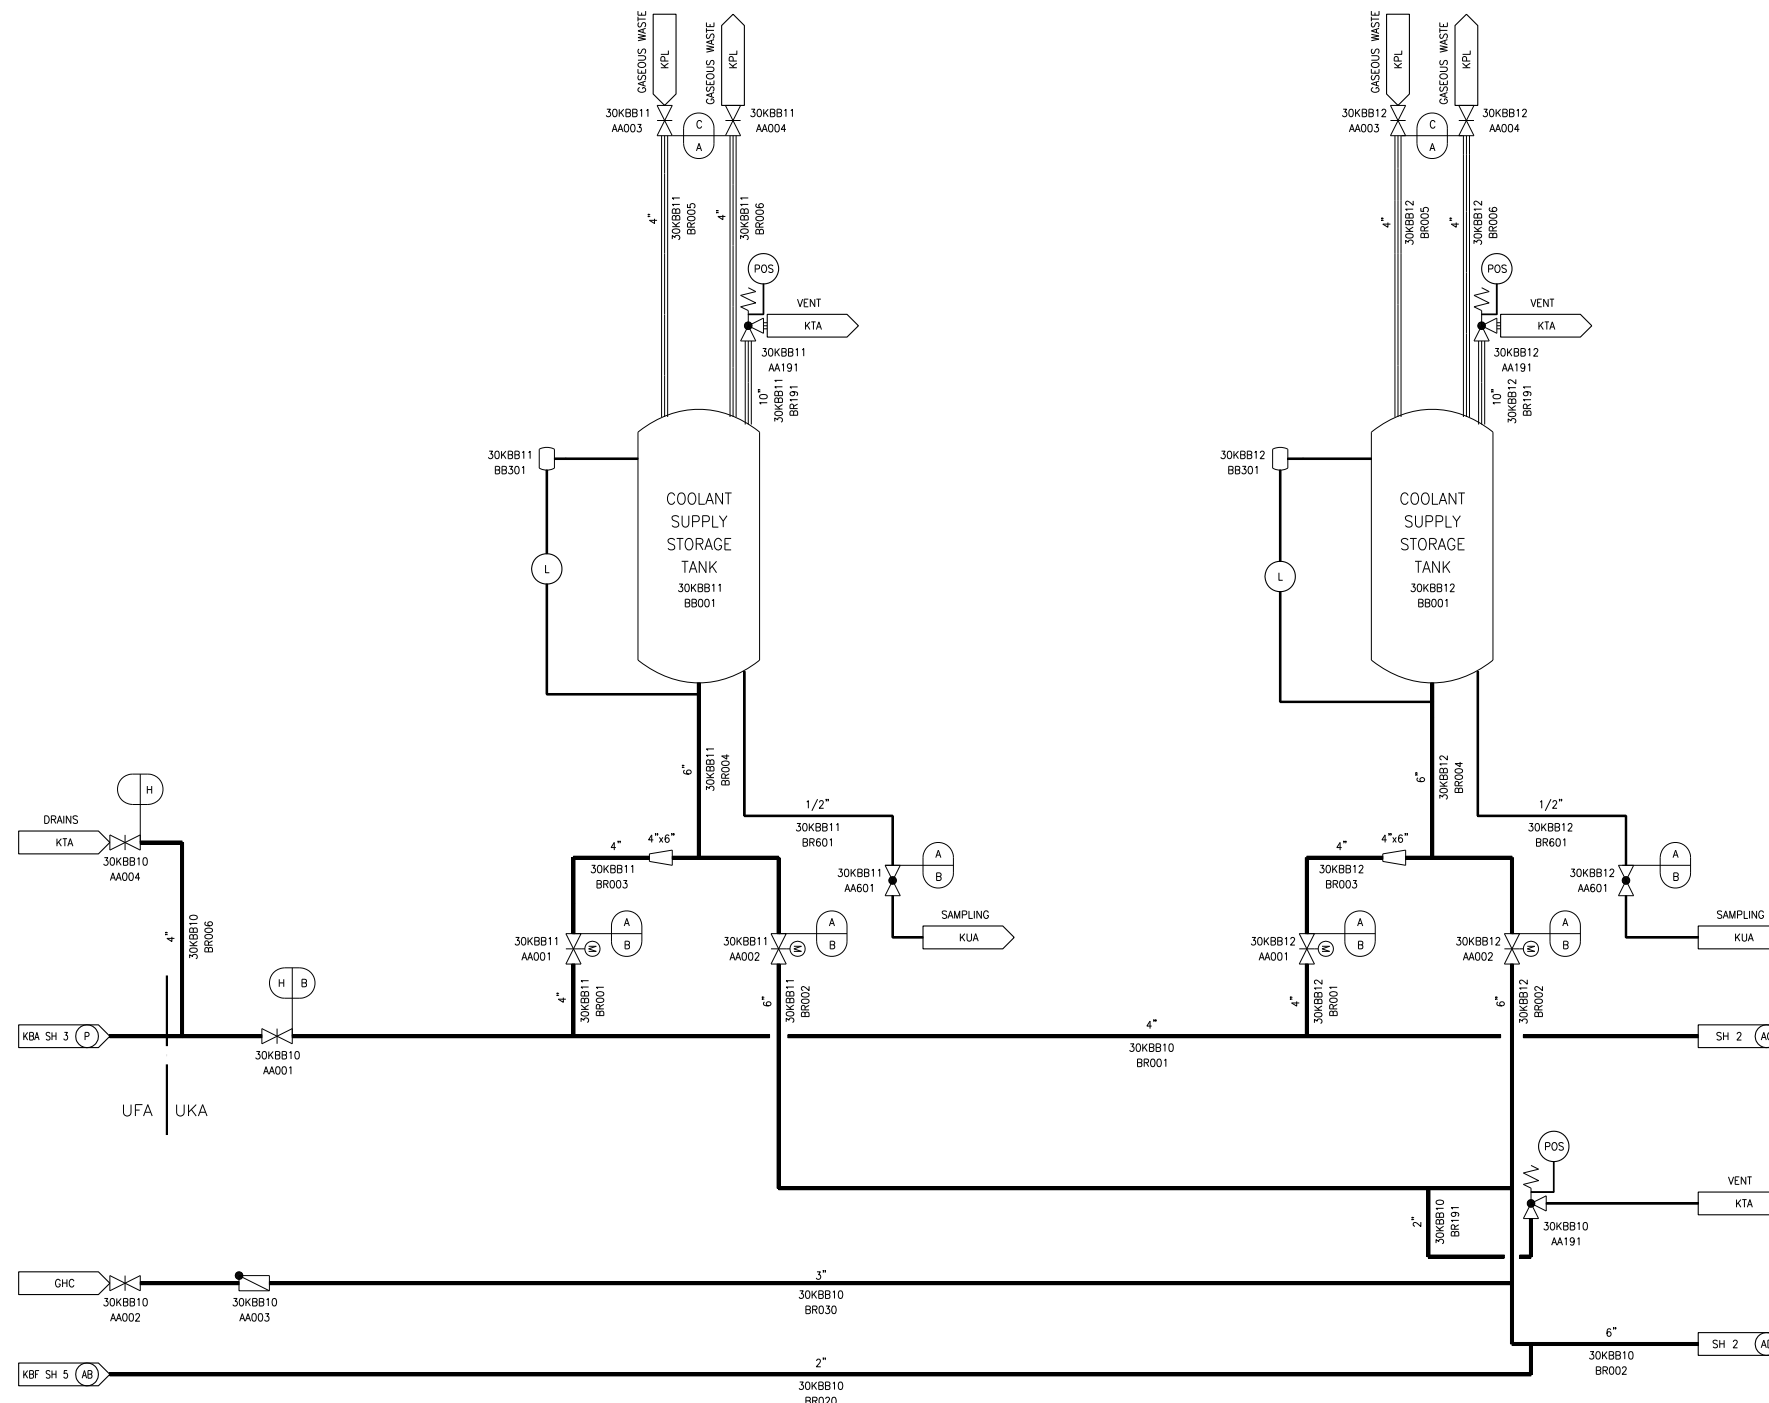 GASEOUS WASTE
KPL
GASEOUS WASTE
KPL
30KBB11
AA003
C
A
30KBB11
AA004
4"
30KBB11
BR005
4"
30KBB11
BR006
POS
VENT
KTA
30KBB11
AA191
10"
30KBB11
BR191
30KBB11
BB301
L
COOLANT
SUPPLY
STORAGE
TANK
30KBB11
BB001
6"
30KBB11
BR004
1/2"
30KBB11
BR601
4"
4"x6"
30KBB11
BR003
30KBB11
AA601
A
B
SAMPLING
KUA
30KBB11
AA001
M
A
B
30KBB11
AA002
M
A
B
4"
30KBB11
BR001
6"
30KBB11
BR002
GASEOUS WASTE
KPL
GASEOUS WASTE
KPL
30KBB12
AA003
C
A
30KBB12
AA004
4"
30KBB12
BR005
4"
30KBB12
BR006
POS
VENT
KTA
30KBB12
AA191
10"
30KBB12
BR191
30KBB12
BB301
L
COOLANT
SUPPLY
STORAGE
TANK
30KBB12
BB001
6"
30KBB12
BR004
1/2"
30KBB12
BR601
4"
4"x6"
30KBB12
BR003
30KBB12
AA601
A
B
SAMPLING
KUA
30KBB12
AA001
M
A
B
30KBB12
AA002
M
A
B
4"
30KBB12
BR001
6"
30KBB12
BR002
H
DRAINS
KTA
30KBB10
AA004
4"
30KBB10
BR006
H B
KBA SH 3 P
30KBB10
AA001
4"
30KBB10
BR001
SH 2
UFA UKA
POS
VENT
KTA
2"
30KBB10
BR191
30KBB10
AA191
GHC
30KBB10
AA002
30KBB10
AA003
3"
30KBB10
BR030
6"
30KBB10
BR002
SH 2
KBF SH 5 AB
2"
30KBB10
BR020